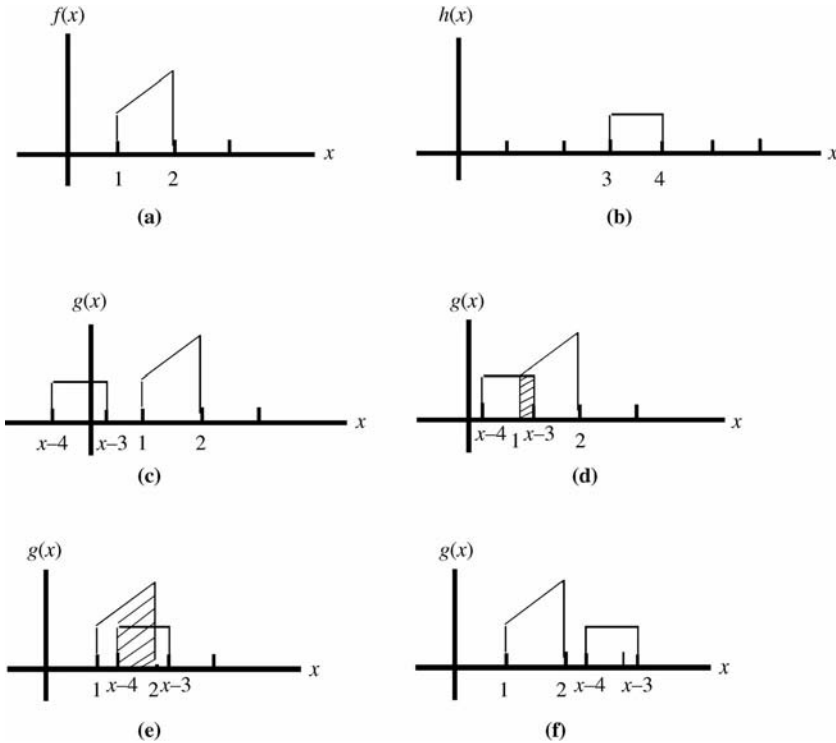 f(x)
h(x)
x
x
1 2
3 4
(a)
(b)
g(x)
g(x)
x
x
x–4 x–3 1 2
x–4 1 x–3 2
(c)
(d)
g(x)
g(x)
x
x
1 x–4 2 x–3
1 2 x–4 x–3
(e)
(f)